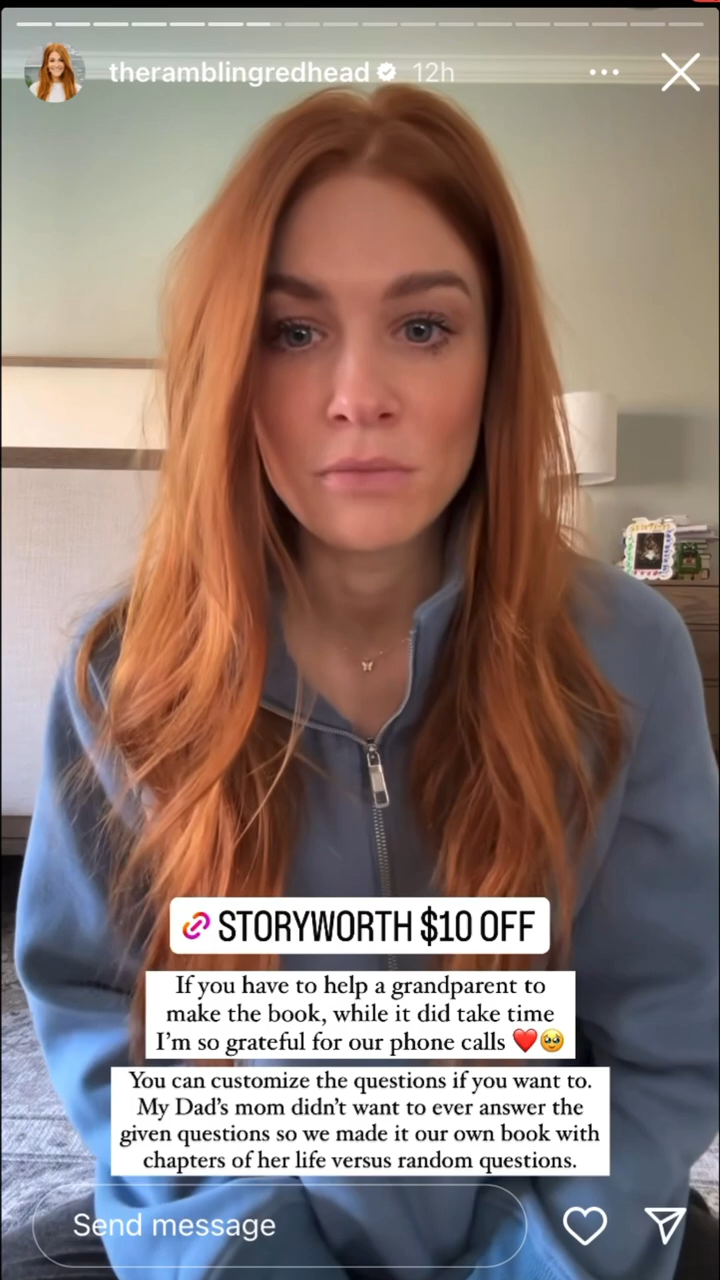 theramblingredhead 12h
STORYWORTH $10 OFF
If you have to help a grandparent to
make the book, while it did take time
I'm so grateful for our phone calls ❤️🥹
You can customize the questions if you want to.
My Dad's mom didn't want to ever answer the
given questions so we made it our own book with
chapters of her life versus random questions.
Send message